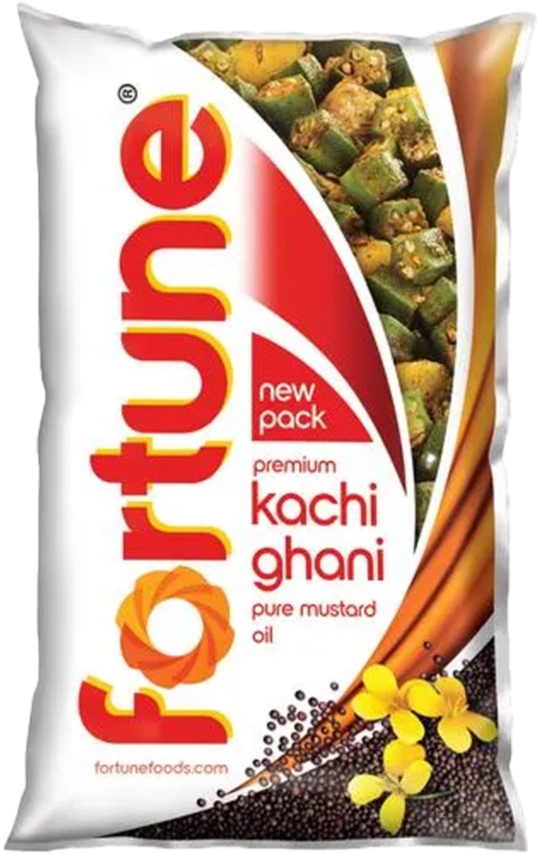 fortune®
new
pack
premium
kachi
ghani
pure mustard
oil
fortunefoods.com